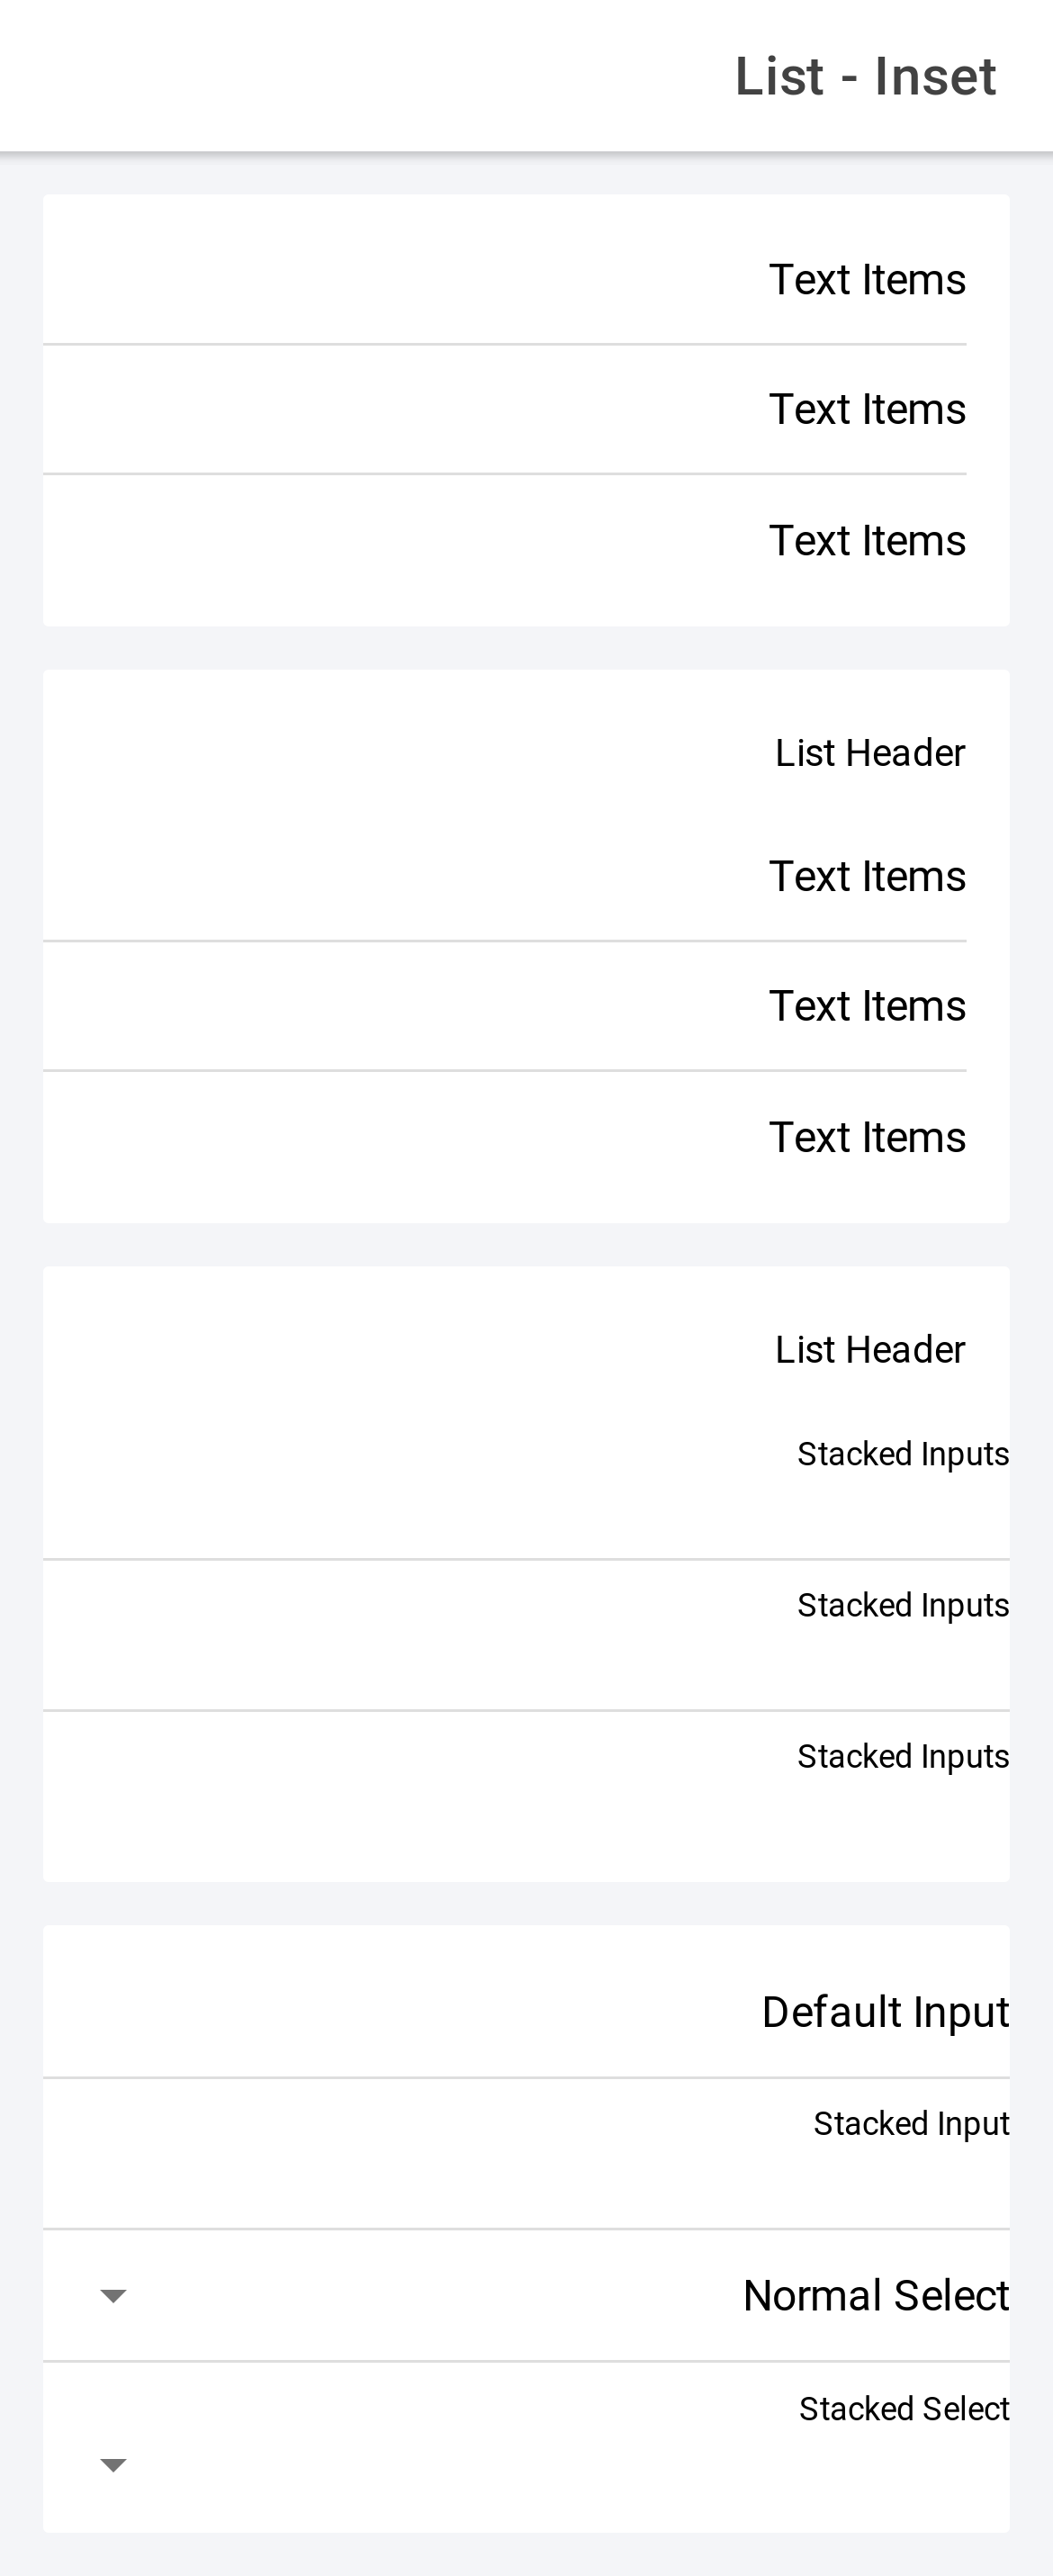 List - Inset
Text Items
Text Items
Text Items
List Header
Text Items
Text Items
Text Items
List Header
Stacked Inputs
Stacked Inputs
Stacked Inputs
Default Input
Stacked Input
Normal Select
Stacked Select